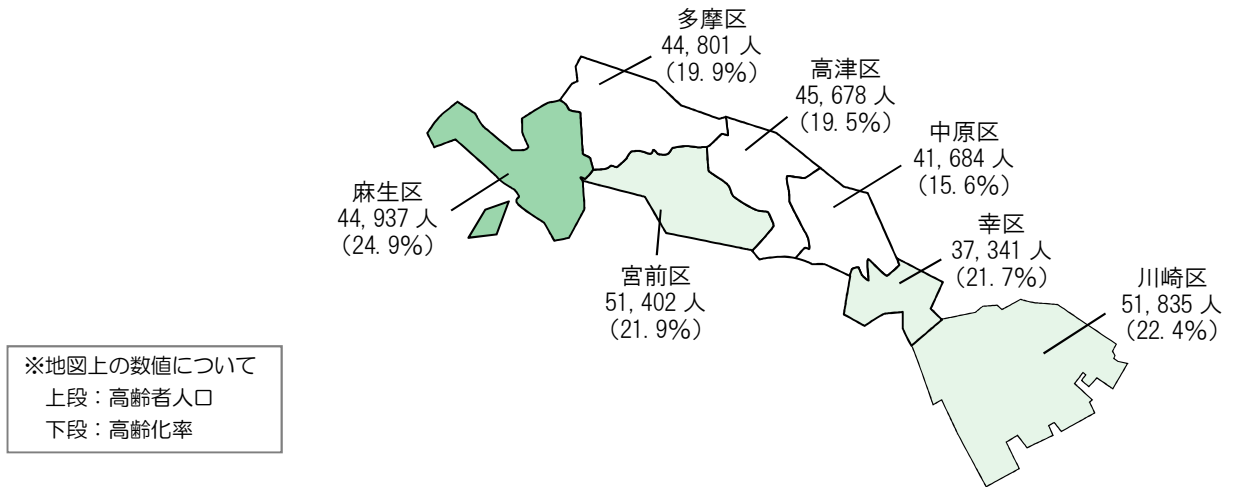 多摩区
44,801 人
（19.9％）
高津区
45,678 人
（19.5％）
中原区
41,684 人
（15.6％）
麻生区
44,937 人
（24.9％）
幸区
37,341 人
（21.7％）
宮前区
51,402 人
（21.9％）
川崎区
51,835 人
（22.4％）
※地図上の数値について
上段：高齢者人口
下段：高齢化率